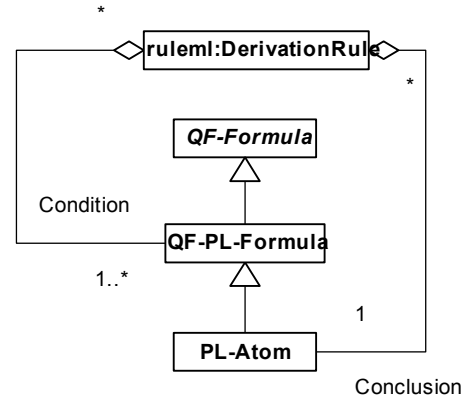 *
ruleml:DerivationRule
*
QF-Formula
Condition
QF-PL-Formula
1..*
1
PL-Atom
Conclusion